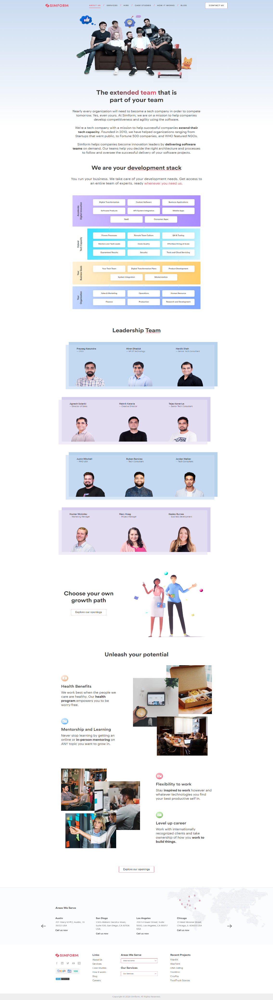 SIMFORM
ABOUT US / SERVICES / HIRE / CASE STUDIES / HOW IT WORKS / BLOG
CONTACT US
The extended team that is
part of your team
Nearly every organization will need to become a tech company in order to compete
tomorrow. Yes, even yours. At Simform, we are on a mission to help companies
develop competitiveness and agility using the software.
We're a tech company with a mission to help successful companies extend their
tech capacity. Founded in 2010, we have helped organizations ranging from
Startups that went public, to Fortune 500 companies, and WHO featured NGOs.
Simform helps companies become innovation leaders by delivering software
teams on demand. Our teams help you decide the right architecture and processes
to follow and oversee the successful delivery of your software projects.
We are your development stack
You run your business. We take care of your development needs. Get access to
an entire team of experts, ready whenever you need us.
Accelerate
Digital Innovation
Digital Transformation
Custom Software
Business Applications
Software Products
API/System Integration
Mobile Apps
SaaS
Consumer Apps
Extend
Tech Capacity
Proven Processes
Remote Team Culture
QA & Testing
Mentors and Tech Leads
Code Quality
Effortless Hiring at Scale
Guaranteed Results
Security
Tools and Cloud Servicing
Your
Business Goals
Your Tech Team
Digital Transformation Plans
Product Development
System Integration
Modernization
Your
Organization
Sales & Marketing
Operations
Human Resource
Finance
Production
Research and Development
Leadership Team
Prayaag Kasundra
— COO
Hiren Dhaduk
— VP Of Technology
Hardik Shah
— Senior Tech Consultant
Jignesh Solanki
— Director of Sales
Maitrik Kataria
— Creative Director
Tejas Kaneriya
— Senior Tech Consultant
Justin Mitchell
— PMO USA
Ruben Ramirez
— Tech Consultant
Jordan Walker
— Tech Consultant
Hunter Mckinley
— Marketing Manager
Mary Hoag
— Project Manager
Keeley Byrnes
— Business Development
Choose your own
growth path
Explore our openings
Unleash your potential
Health Benefits
We work best when the people we
care are healthy. Our health
program empowers you to be
worry-free.
Mentorship and Learning
Never stop learning by getting an
online or in-person mentoring on
ANY topic you want to grow in.
Flexibility to work
Stay inspired to work however and
whatever technologies you find
your best productive self in.
Level up career
Work with internationally
recognized clients and take
ownership of how you work to
build things.
Explore our openings
Areas We Serve
Austin
701 Tillery St #12, Austin, TX
78702 USA
Call us now
San Diego
2305 Historic Decatur Road,
Suite 100, San Diego, CA 92106
USA
Call us now
Los Angeles
700 S Flower Street, Suite
1000, Los Angeles, CA 90017
USA
Call us now
Chicago
73 West Monroe Street,
Chicago, IL 60603 USA
Call us now
SIMFORM
Google
100
Links
About Us
Services
Case Studies
How it works
Blog
Careers
Areas We Serve
Area we serve
Our Services
Our Services
Recent Projects
FillinRX
WayPoint
ONA Dating
FreeWire
CrayPay
FoodTruck Spaces
Copyright © 2020 Simform. All Rights Reserved.